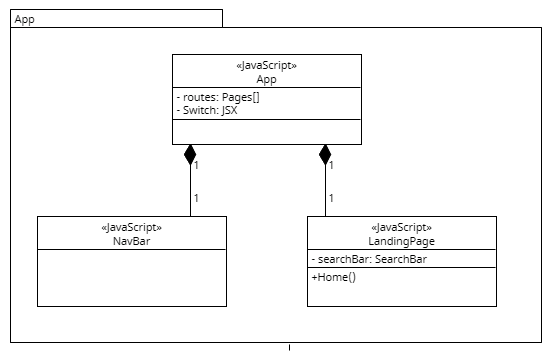 App
«JavaScript»
App
- routes: Pages[]
- Switch: JSX
1
1
1
1
«JavaScript»
NavBar
«JavaScript»
LandingPage
- searchBar: SearchBar
+Home()